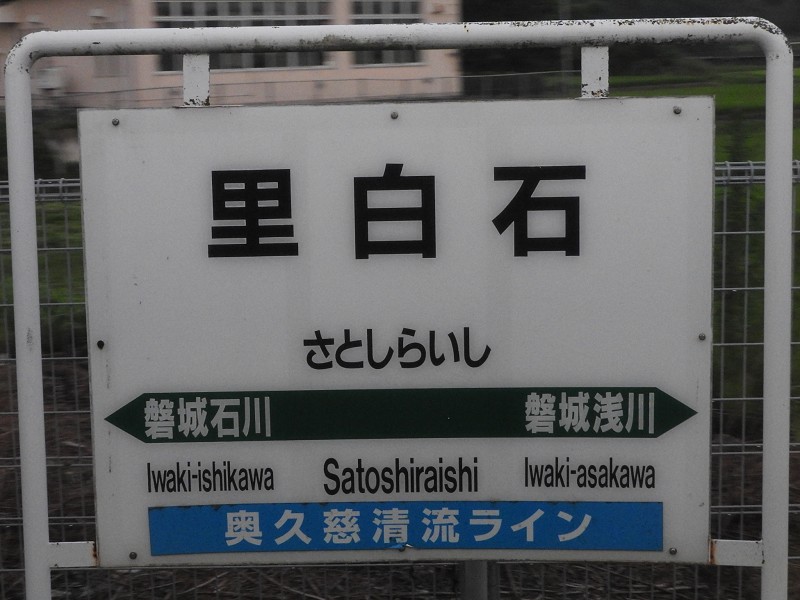 里白石
さとしらいし
磐城石川 磐城浅川
Iwaki-ishikawa Satoshiraishi Iwaki-asakawa
奥久慈清流ライン